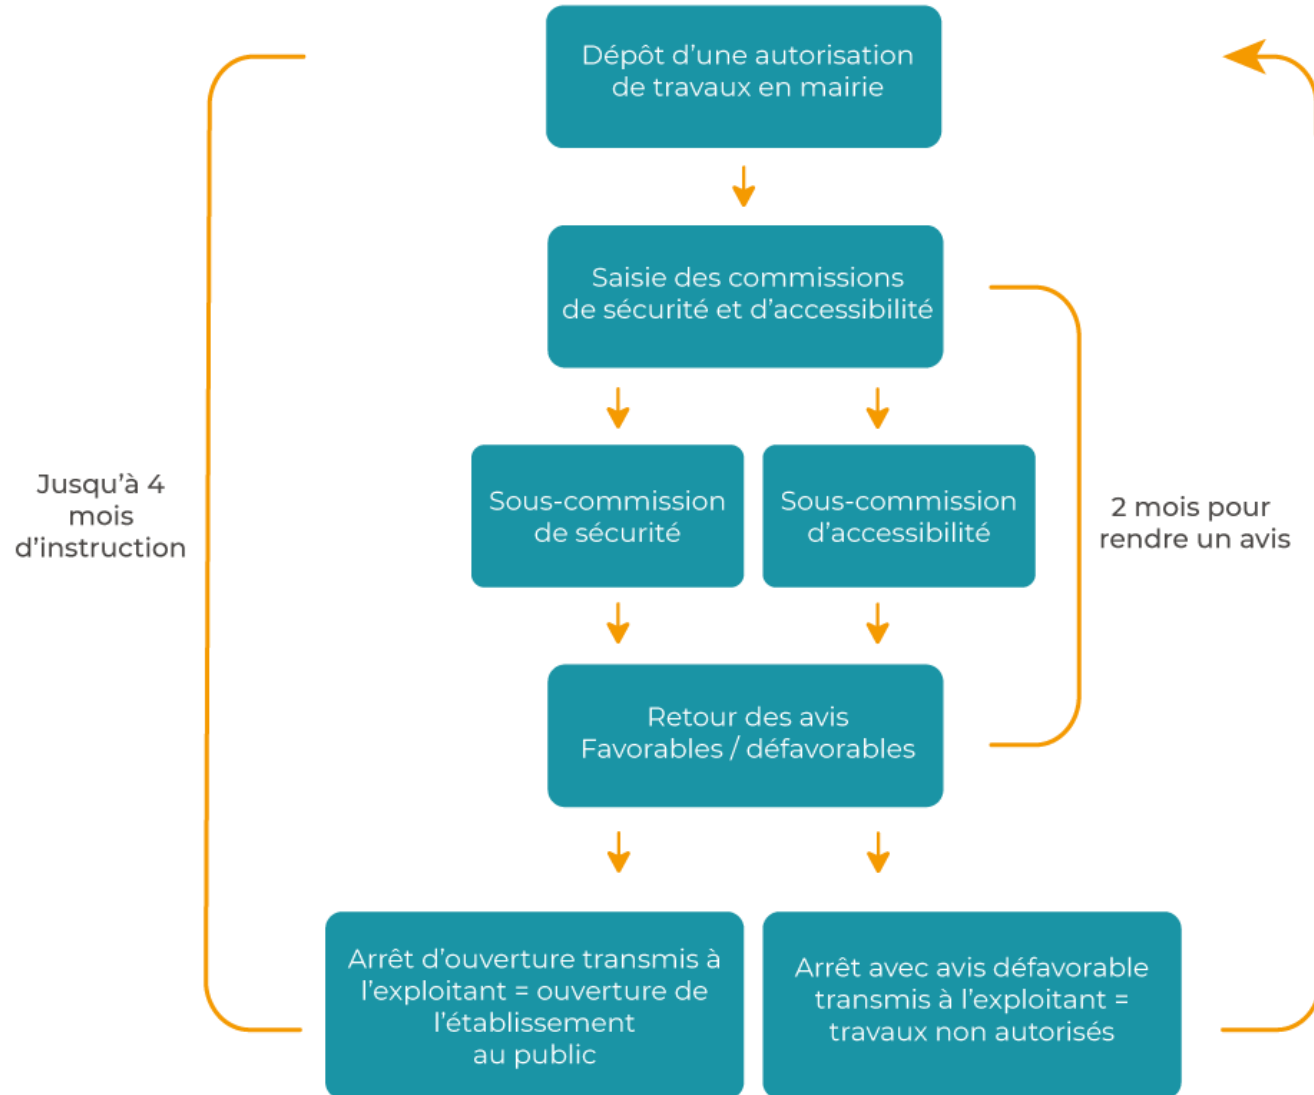 Dépôt d’une autorisation
de travaux en mairie
Saisie des commissions
de sécurité et d’accessibilité
Jusqu’à 4
mois
d’instruction
Sous-commission
de sécurité
Sous-commission
d’accessibilité
2 mois pour
rendre un avis
Retour des avis
Favorables / défavorables
Arrêt d’ouverture transmis à
l’exploitant = ouverture de
l’établissement
au public
Arrêt avec avis défavorable
transmis à l’exploitant =
travaux non autorisés